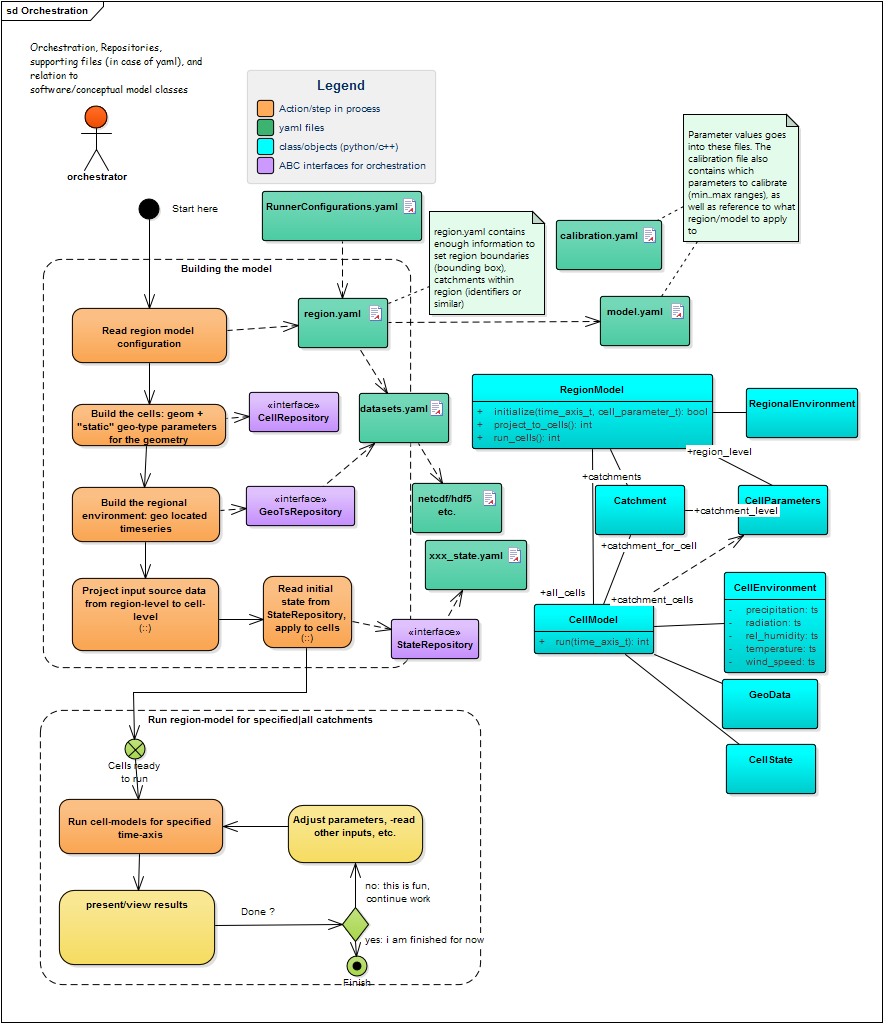 sd Orchestration
Orchestration, Repositories,
supporting files (in case of yaml), and
relation to
software/conceptual model classes
orchestrator
Legend
Action/step in process
yaml files
class/objects (python/c++)
ABC interfaces for orchestration
Parameter values goes
into these files. The
calibration file also
contains which
parameters to calibrate
(min..max ranges), as
well as reference to what
region/model to apply
to
Start here
RunnerConfigurations.yaml
region.yaml contains
enough information to
set region boundaries
(bounding box),
catchments within
region (identifiers or
similar)
calibration.yaml
Building the model
region.yaml
model.yaml
Read region model
configuration
datasets.yaml
Build the cells: geom +
"static" geo-type parameters
for the geometry
«interface»
CellRepository
RegionModel
+ initialize(time_axis_t, cell_parameter_t): bool
+ project_to_cells(): int
+ run_cells(): int
RegionalEnvironment
+region_level
+catchments
Build the regional
environment: geo located
timeseries
«interface»
GeoTsRepository
netcdf/hdf5
etc.
Catchment
+catchment_level
CellParameters
+catchment_for_cell
xxx_state.yaml
Project input source data
from region-level to cell-
level
(::)
Read initial
state from
StateRepository,
apply to cells
(::)
«interface»
StateRepository
+all_cells
+catchment_cells
CellModel
+ run(time_axis_t): int
CellEnvironment
- precipitation: ts
- radiation: ts
- rel_humidity: ts
- temperature: ts
- wind_speed: ts
GeoData
CellState
Run region-model for specified|all catchments
Cells ready
to run
Run cell-models for specified
time-axis
Adjust parameters, -read
other inputs, etc.
present/view results
Done ?
no: this is fun,
continue work
yes: i am finished for now
Finish